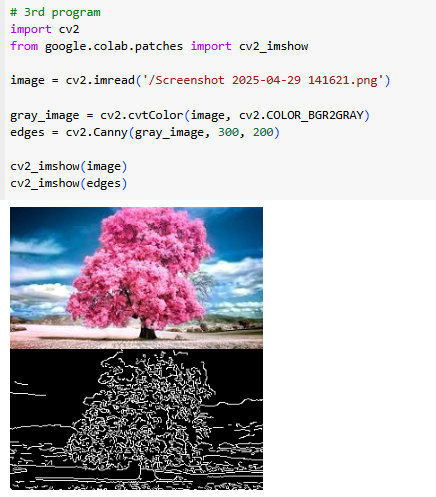 # 3rd program
import cv2
from google.colab.patches import cv2_imshow
image = cv2.imread('/Screenshot 2025-04-29 141621.png')
gray_image = cv2.cvtColor(image, cv2.COLOR_BGR2GRAY)
edges = cv2.Canny(gray_image, 300, 200)
cv2_imshow(image)
cv2_imshow(edges)